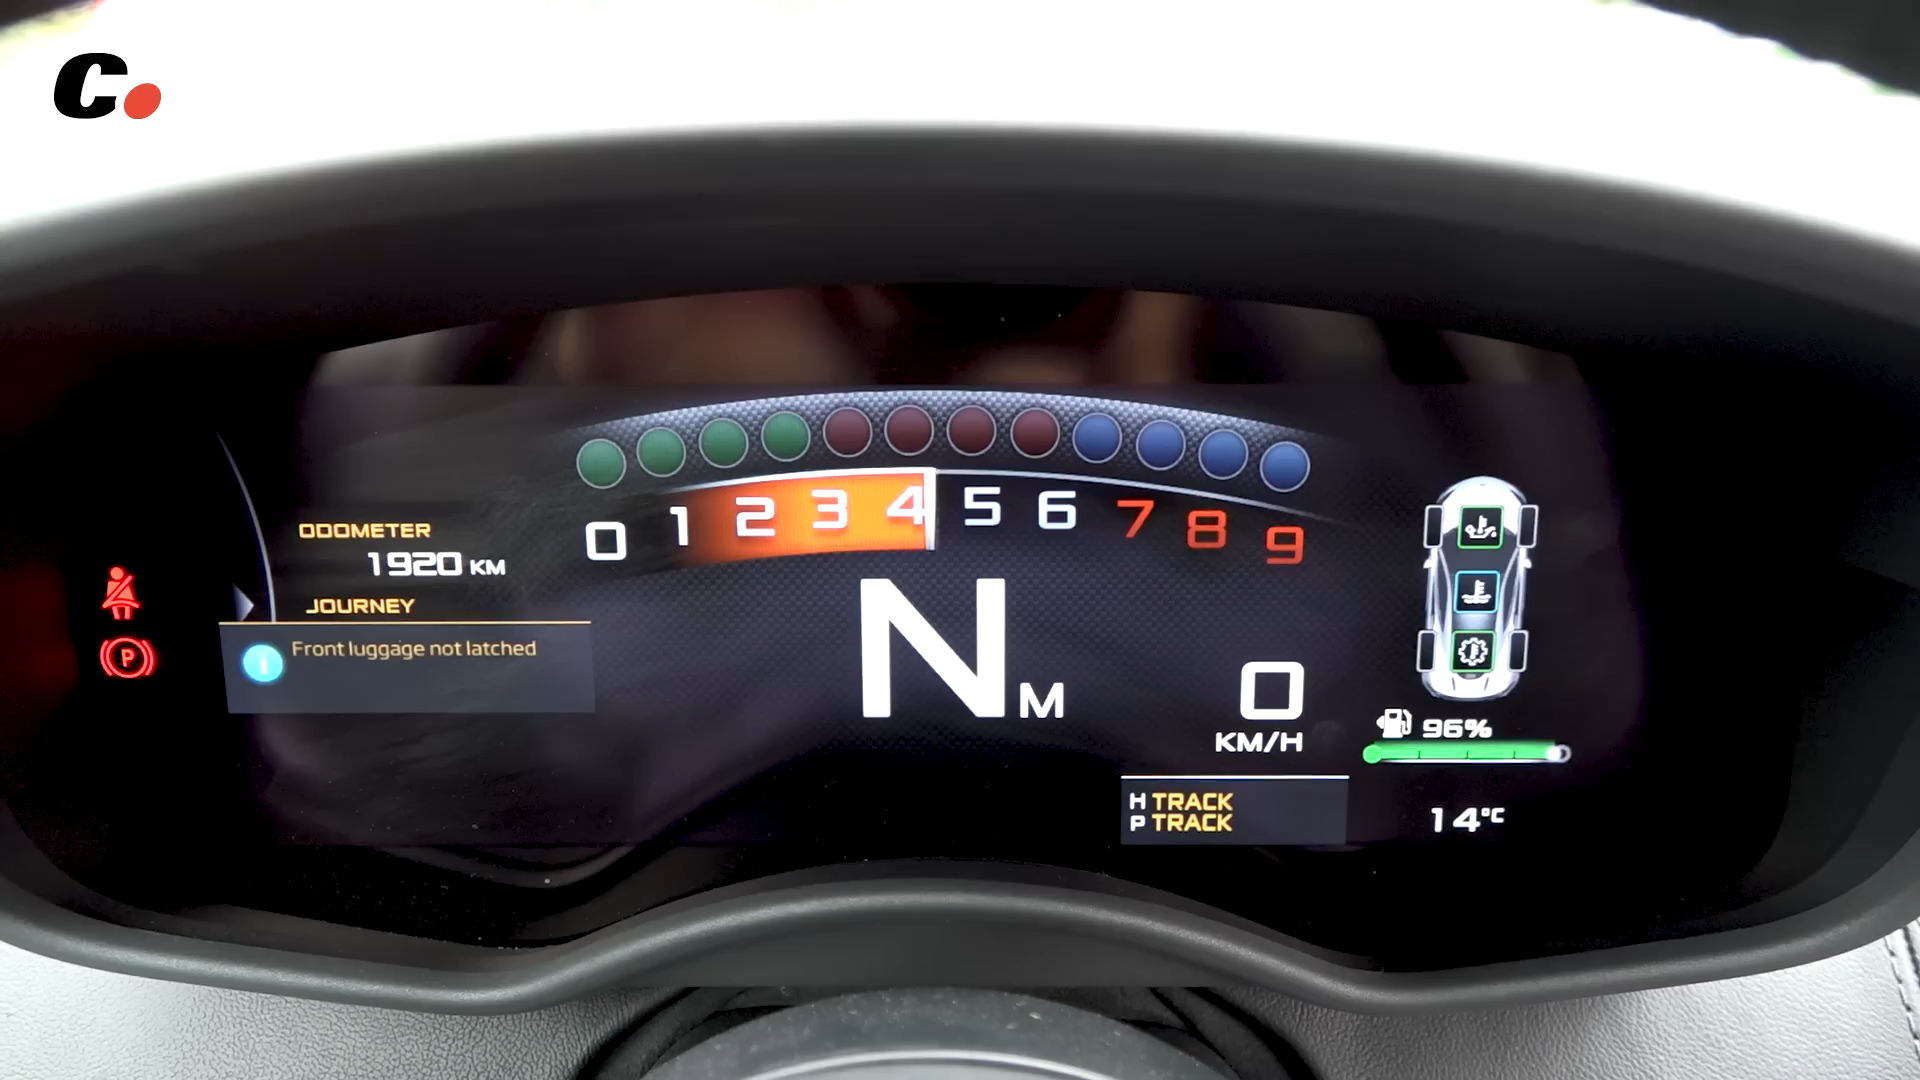 C.
0 1 2 3 4 5 6 7 8 9
ODOMETER
1920 KM
JOURNEY
Front luggage not latched
i
P
N M
0
KM/H
96%
H TRACK
P TRACK
14°C